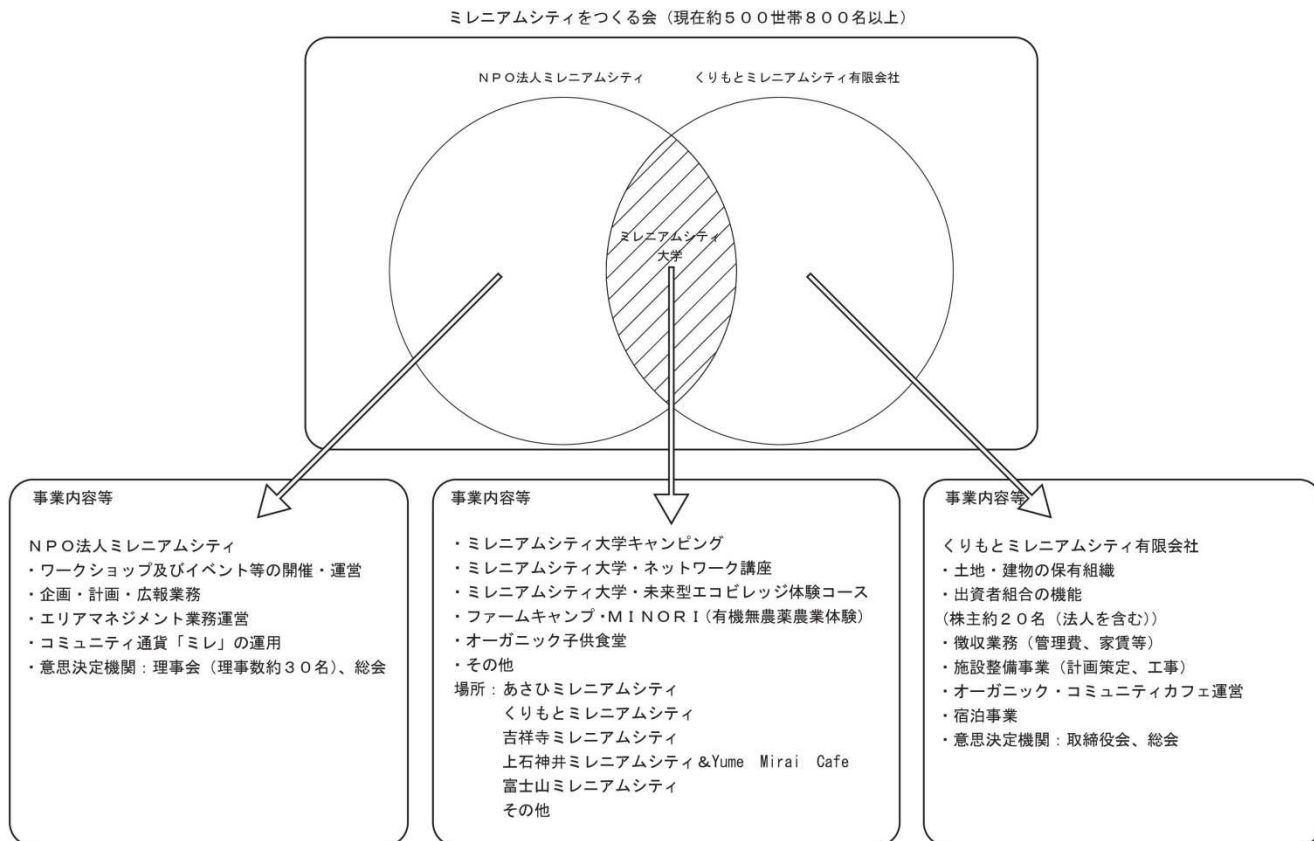 ミレニアムシティをつくる会（現在約５００世帯８００名以上）
ＮＰＯ法人ミレニアムシティ
くりもとミレニアムシティ有限会社
ミレニアムシティ
大学
事業内容等
ＮＰＯ法人ミレニアムシティ
・ワークショップ及びイベント等の開催・運営
・企画・計画・広報業務
・エリアマネジメント業務運営
・コミュニティ通貨「ミレ」の運用
・意思決定機関：理事会（理事数約３０名）、総会
事業内容等
・ミレニアムシティ大学キャンピング
・ミレニアムシティ大学・ネットワーク講座
・ミレニアムシティ大学・未来型エコビレッジ体験コース
・ファームキャンプ・ＭＩＮＯＲＩ（有機無農薬農業体験）
・オーガニック子供食堂
・その他
場所：あさひミレニアムシティ
くりもとミレニアムシティ
吉祥寺ミレニアムシティ
上石神井ミレニアムシティ＆Yume　Mirai　Cafe
富士山ミレニアムシティ
その他
事業内容等
くりもとミレニアムシティ有限会社
・土地・建物の保有組織
・出資者組合の機能
(株主約２０名（法人を含む）)
・徴収業務（管理費、家賃等）
・施設整備事業（計画策定、工事）
・オーガニック・コミュニティカフェ運営
・宿泊事業
・意思決定機関：取締役会、総会